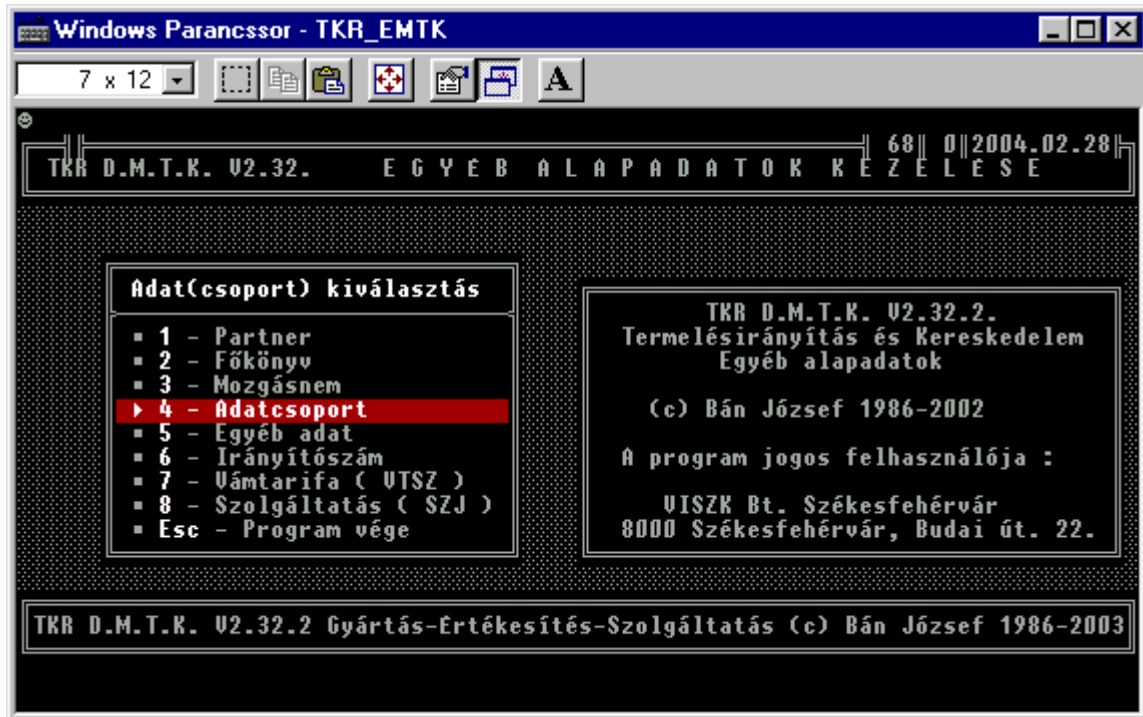 Windows Parancssor - TKR_EMTK
7 x 12
A
68 0 2004.02.28
TKR D.M.T.K. V2.32. E G Y É B A L A P A D A T O K K E Z E L É S E
Adat(csoport) kiválasztás
1 - Partner
2 - Főkönyv
3 - Mozgásnem
4 - Adatcsoport
5 - Egyéb adat
6 - Irányítószám
7 - Vámtarifa ( VTSZ )
8 - Szolgáltatás ( SZJ )
Esc - Program vége
TKR D.M.T.K. V2.32.2.
Termelésirányítás és Kereskedelem
Egyéb alapadatok
(c) Bán József 1986-2002
A program jogos felhasználója :
VISZK Bt. Székesfehérvár
8000 Székesfehérvár, Budai út. 22.
TKR D.M.T.K. V2.32.2 Gyártás-Értékesítés-Szolgáltatás (c) Bán József 1986-2003